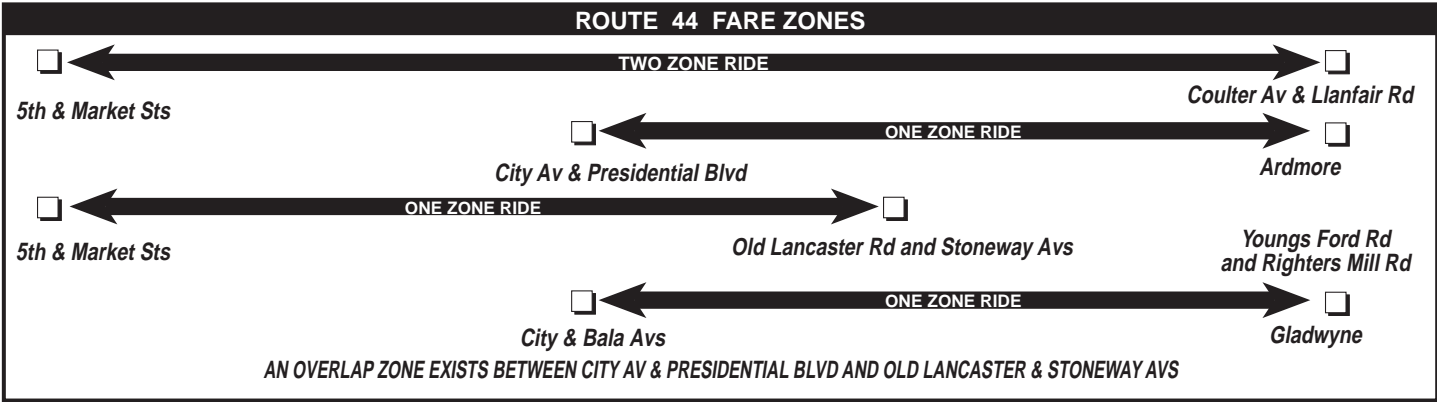 ROUTE 44 FARE ZONES
TWO ZONE RIDE
5th & Market Sts
Coulter Av & Llanfair Rd
ONE ZONE RIDE
City Av & Presidential Blvd
Ardmore
ONE ZONE RIDE
5th & Market Sts
Old Lancaster Rd and Stoneway Avs
Youngs Ford Rd
and Righters Mill Rd
ONE ZONE RIDE
City & Bala Avs
Gladwyne
AN OVERLAP ZONE EXISTS BETWEEN CITY AV & PRESIDENTIAL BLVD AND OLD LANCASTER & STONEWAY AVS